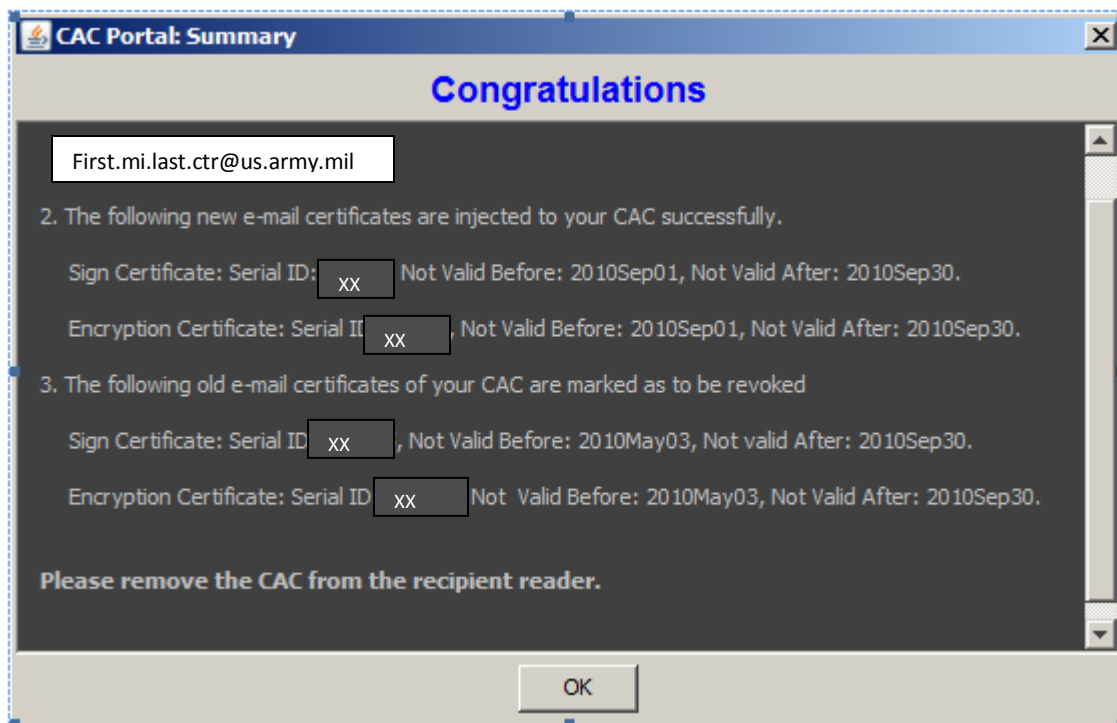 CAC Portal: Summary
Congratulations
First.mi.last.ctr@us.army.mil
2. The following new e-mail certificates are injected to your CAC successfully.
Sign Certificate: Serial ID: XX Not Valid Before: 2010Sep01, Not Valid After: 2010Sep30.
Encryption Certificate: Serial ID XX , Not Valid Before: 2010Sep01, Not Valid After: 2010Sep30.
3. The following old e-mail certificates of your CAC are marked as to be revoked
Sign Certificate: Serial ID XX , Not Valid Before: 2010May03, Not valid After: 2010Sep30.
Encryption Certificate: Serial ID XX Not Valid Before: 2010May03, Not Valid After: 2010Sep30.
Please remove the CAC from the recipient reader.
OK